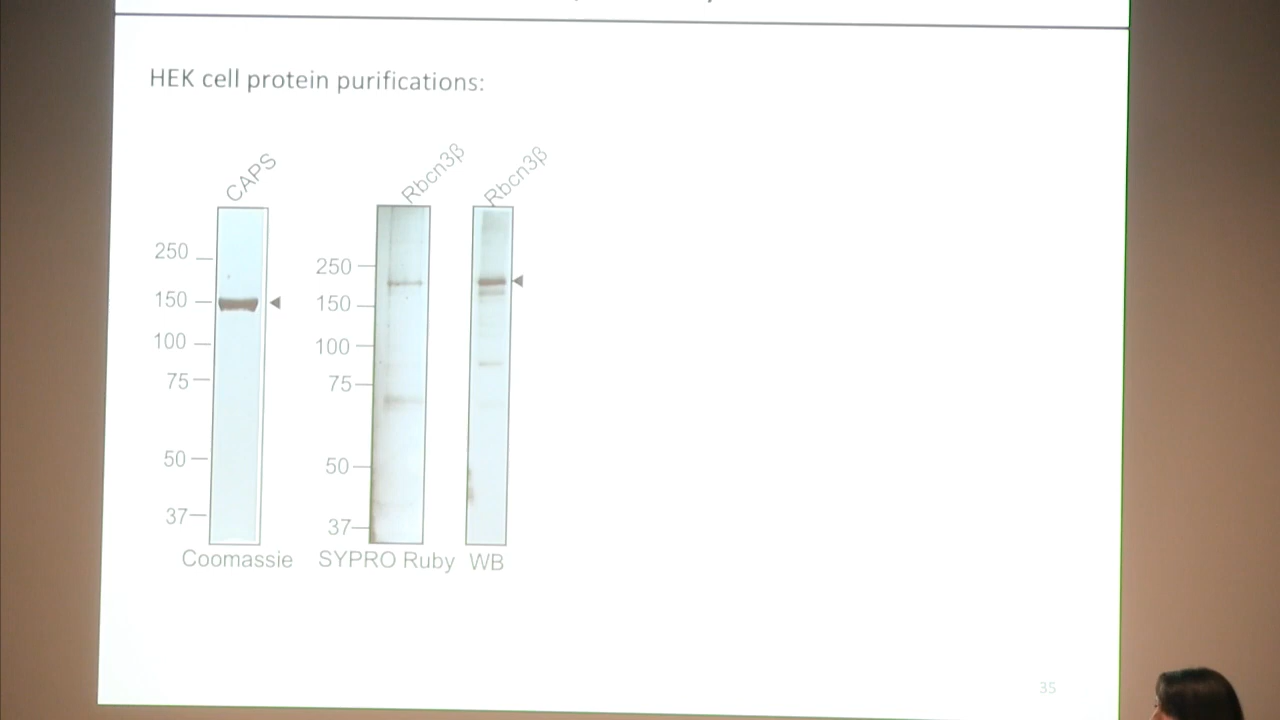 HEK cell protein purifications:
CAPS
250
150
100
75
50
37
Coomassie
Rbcn3β
250
150
100
75
50
37
SYPRO Ruby
Rbcn3β
WB
35